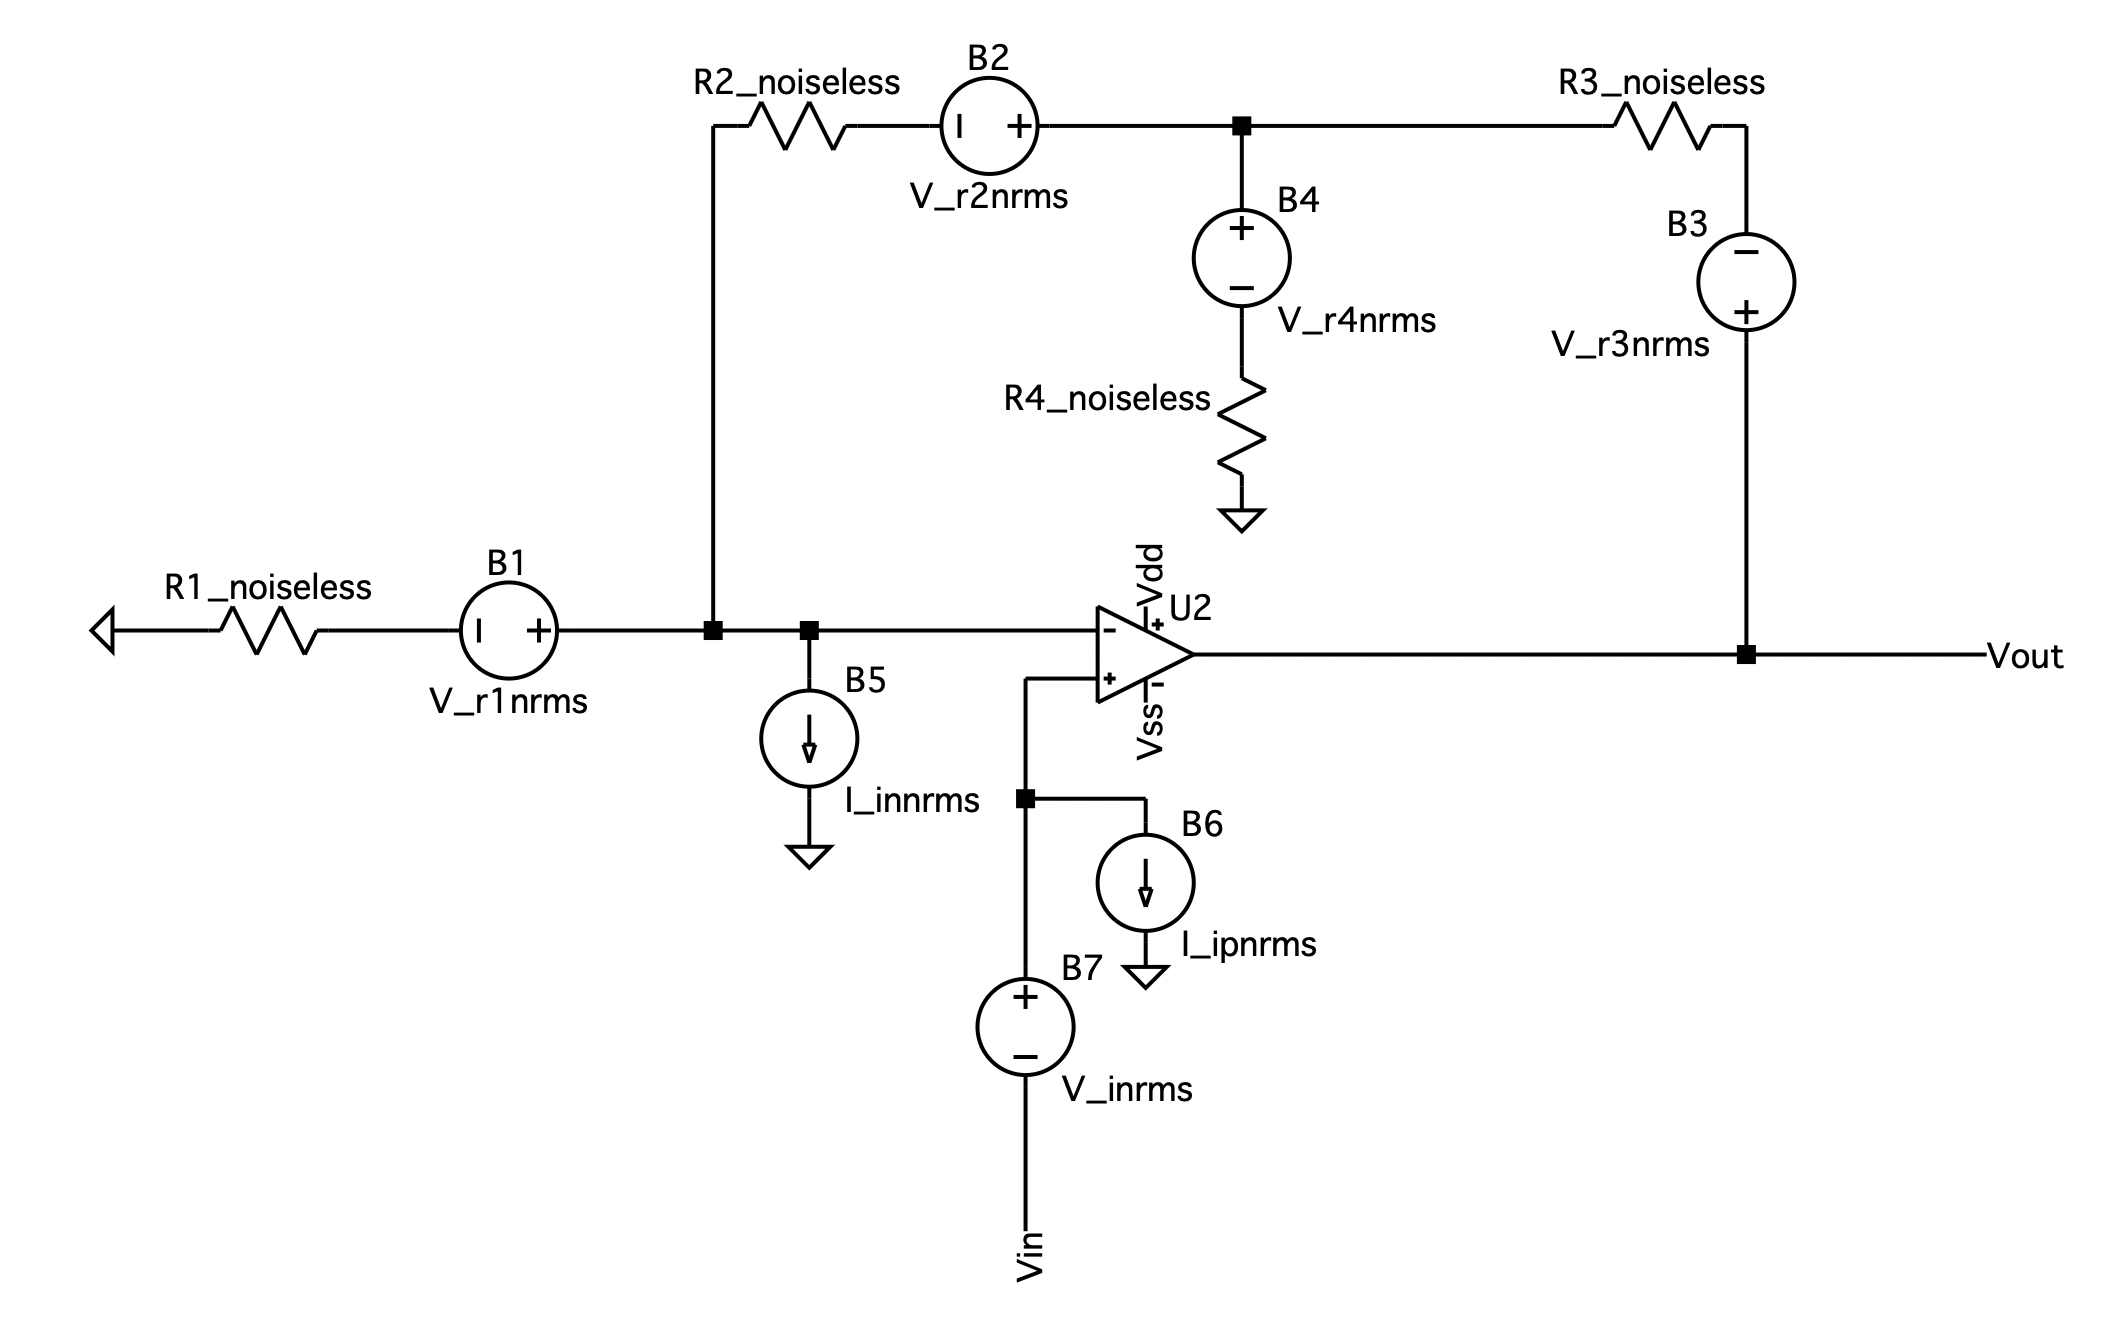 B2
R2_noiseless
R3_noiseless
V_r2nrms
B4
B3
V_r4nrms
V_r3nrms
R4_noiseless
B1
R1_noiseless
Vdd
U2
V_r1nrms
B5
Vss
Vout
I_innrms
B6
I_ipnrms
B7
V_inrms
Vin